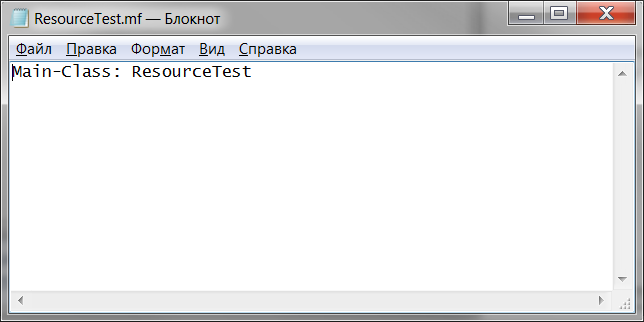 ResourceTest.mf — Блокнот
Файл Правка Формат Вид Справка
Main-Class: ResourceTest